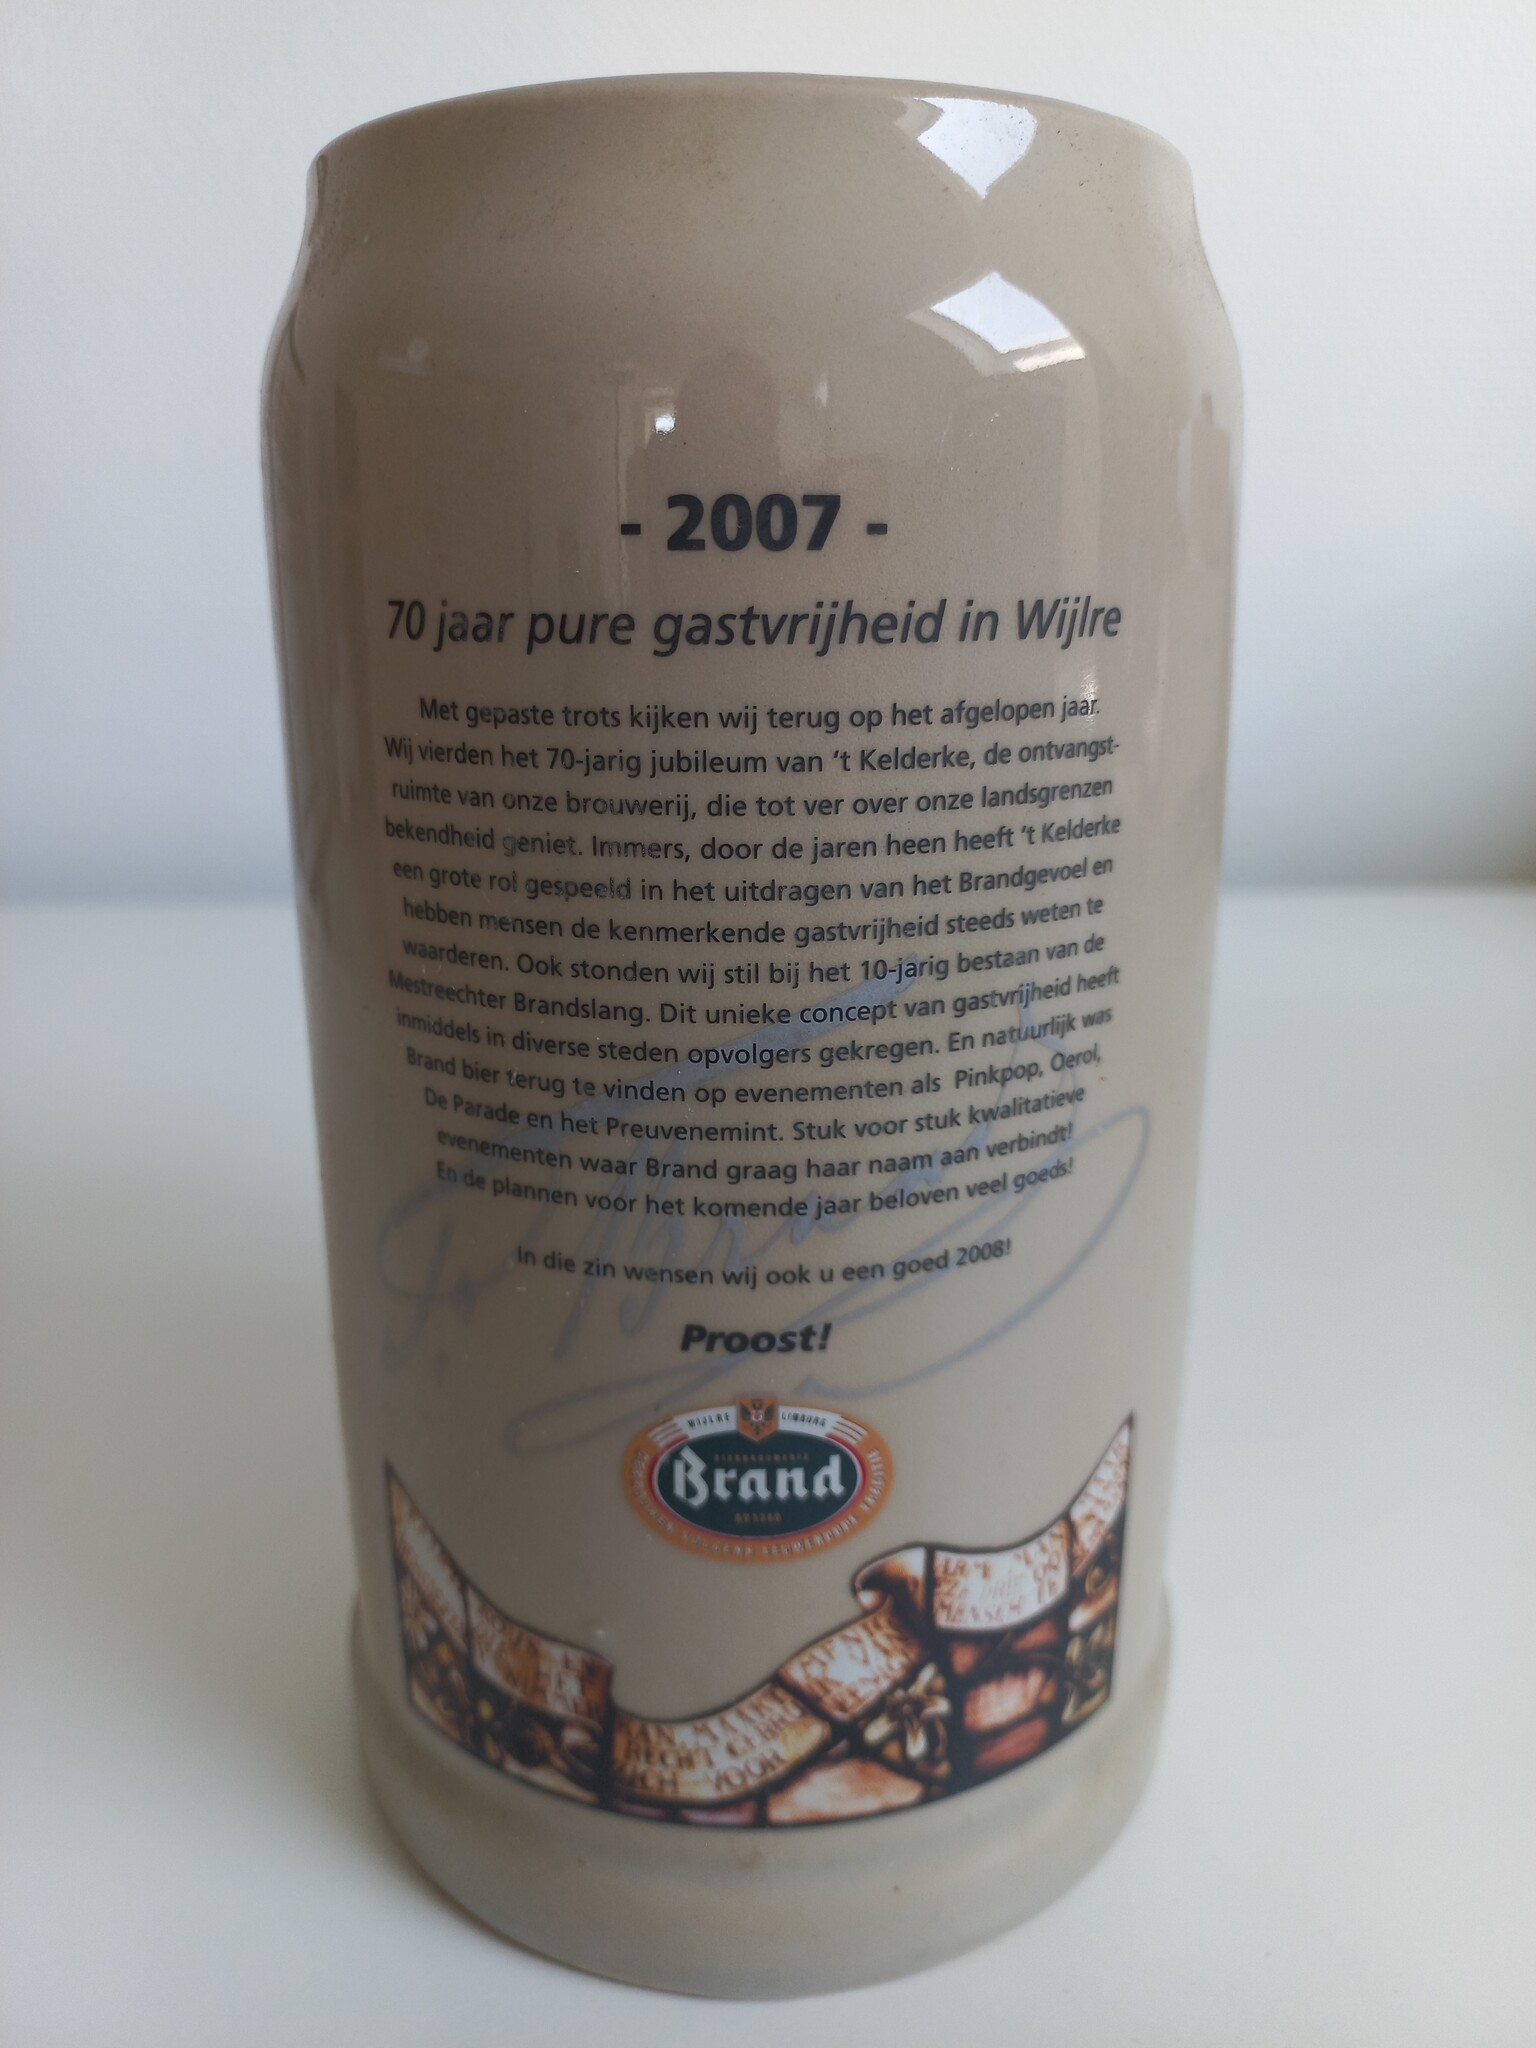 - 2007 -
70 jaar pure gastvrijheid in Wijlre
Met gepaste trots kijken wij terug op het afgelopen jaar.
Wij vierden het 70-jarig jubileum van ‘t Kelderke, de ontvangst-
ruimte van onze brouwerij, die tot ver over onze landsgrenzen
bekendheid geniet. Immers, door de jaren heen heeft ‘t Kelderke
een grote rol gespeeld in het uitdragen van het Brandgevoel en
hebben mensen de kenmerkende gastvrijheid steeds weten te
waarderen. Ook stonden wij stil bij het 10-jarig bestaan van de
Mestreechter Brandslang. Dit unieke concept van gastvrijheid heeft
inmiddels in diverse steden opvolgers gekregen. En natuurlijk was
Brand bier terug te vinden op evenementen als Pinkpop, Oerol,
De Parade en het Preuvenemint. Stuk voor stuk kwalitatieve
evenementen waar Brand graag haar naam aan verbindt!
En de plannen voor het komende jaar beloven veel goeds!
In die zin wensen wij ook u een goed 2008!
Proost!
WIJLRE LIMBURG
Brand
MENSCH
VAN MAART
RECHT GEBROU
VOOR